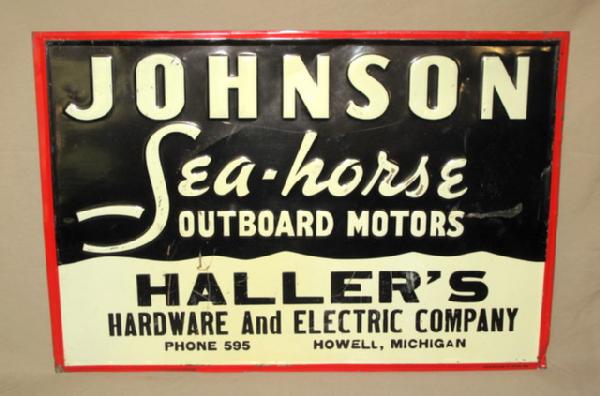 JOHNSON
Sea-horse
OUTBOARD MOTORS
HALLER'S
HARDWARE And ELECTRIC COMPANY
PHONE 595 HOWELL, MICHIGAN